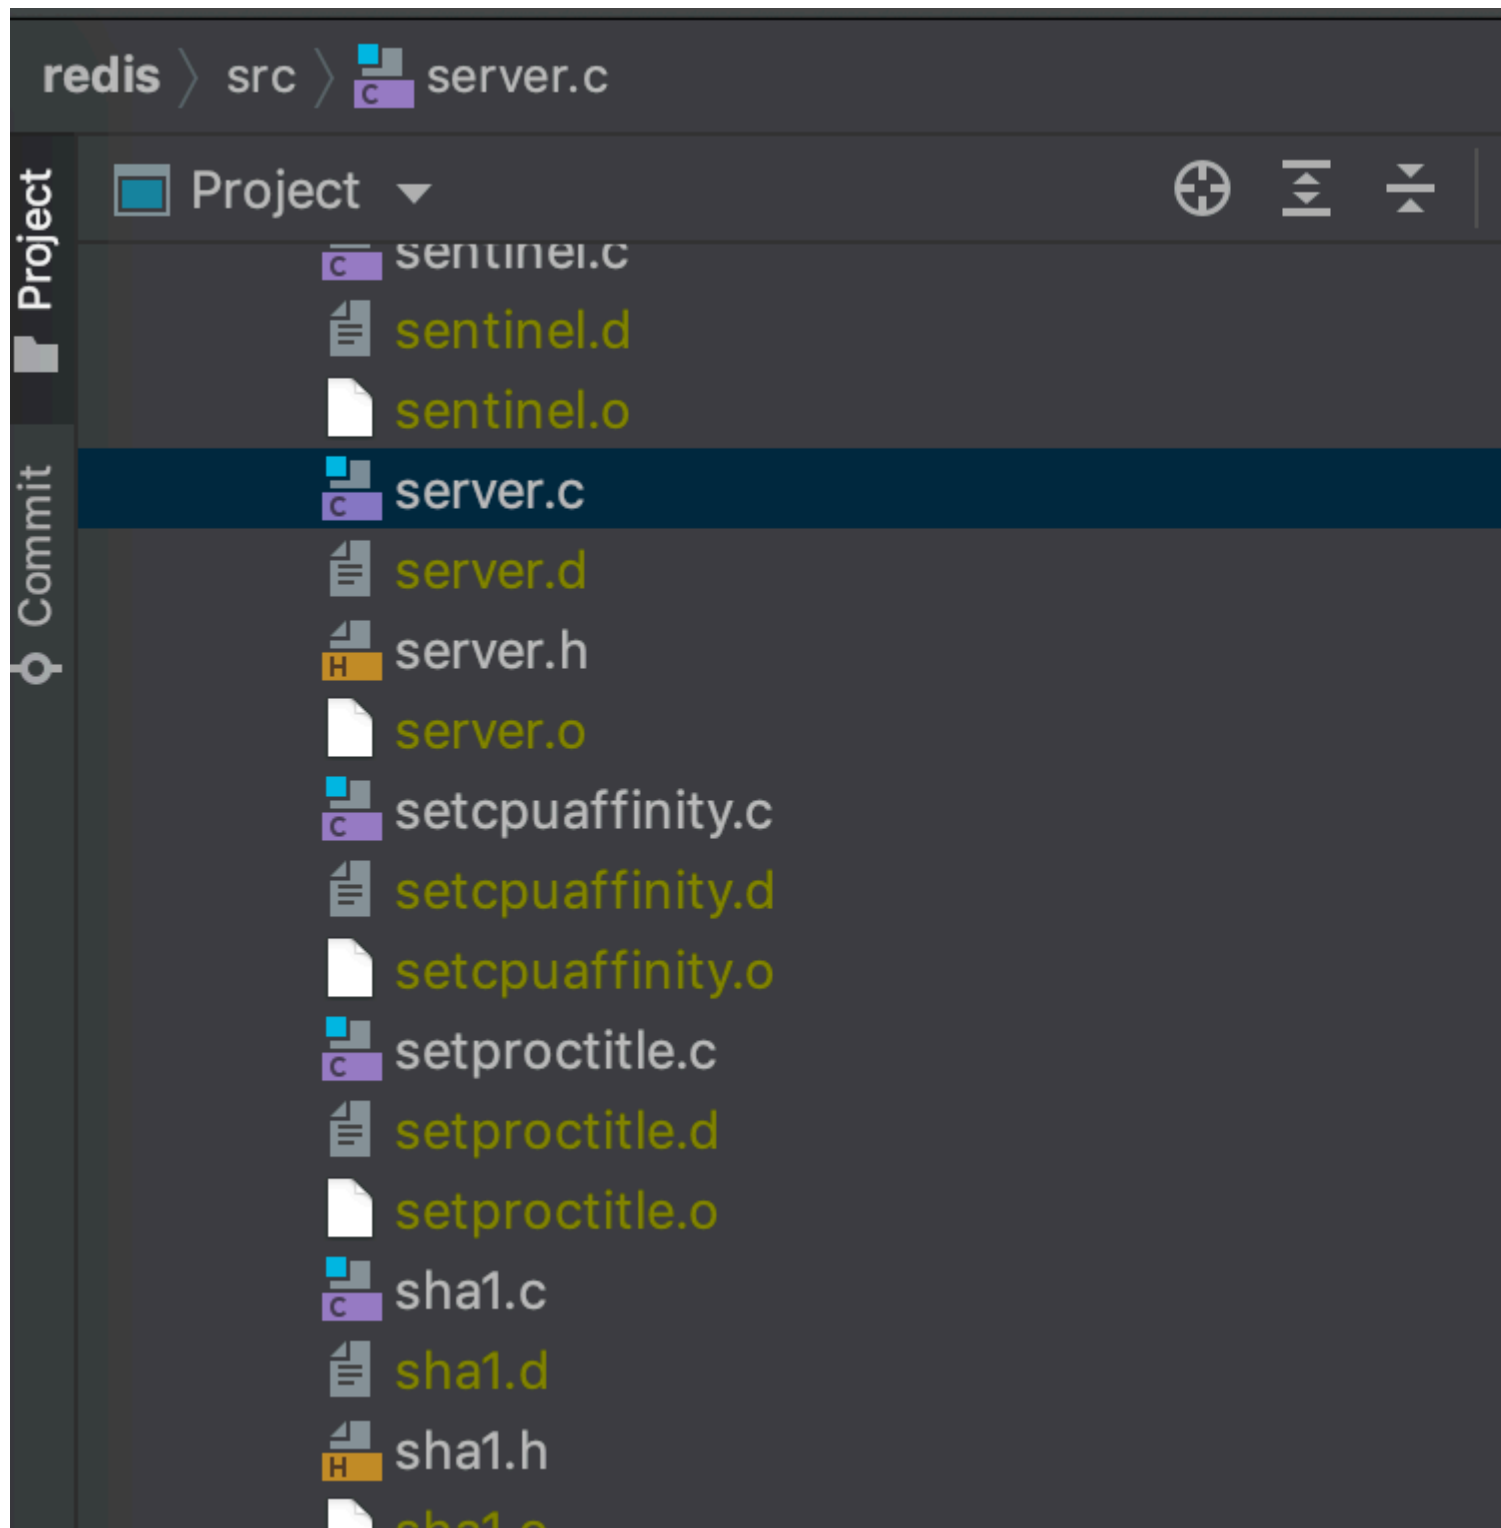 redis src server.c
Project
Project
Commit
sentinel.c
sentinel.d
sentinel.o
server.c
server.d
server.h
server.o
setcpuaffinity.c
setcpuaffinity.d
setcpuaffinity.o
setproctitle.c
setproctitle.d
setproctitle.o
sha1.c
sha1.d
sha1.h
sha1.o